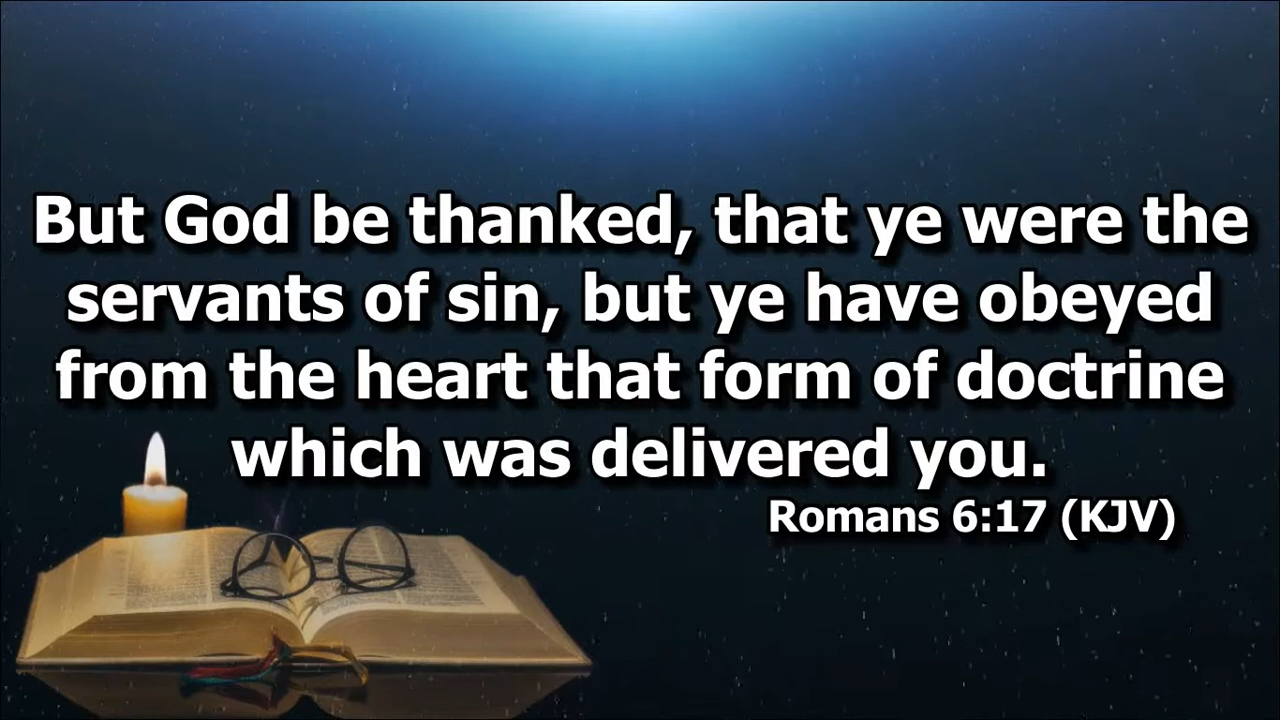 But God be thanked, that ye were the
servants of sin, but ye have obeyed
from the heart that form of doctrine
which was delivered you.
Romans 6:17 (KJV)